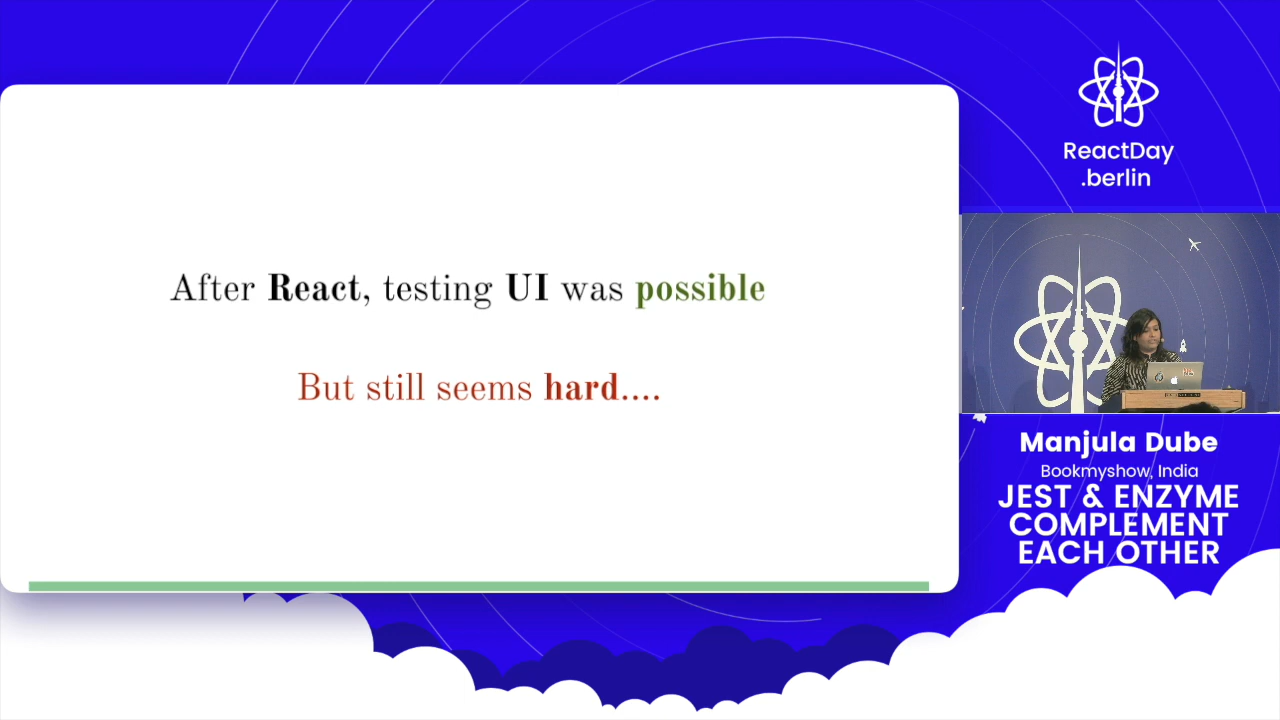 After React, testing UI was possible
But still seems hard....
ReactDay
.berlin
Manjula Dube
Bookmyshow, India
JEST & ENZYME
COMPLEMENT
EACH OTHER